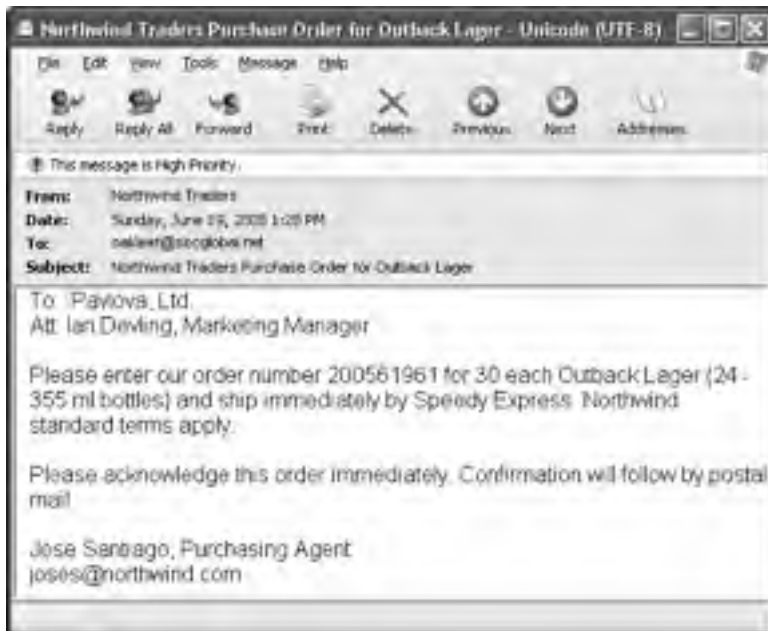 Northwind Traders Purchase Order for Outback Lager - Unicode (UTF-8)
File Edit View Tools Message Help
Reply Reply All Forward Print Delete Previous Next Addresses
This message is High Priority.
From: Northwind Traders
Date: Sunday, June 19, 2005 1:28 PM
To:
Subject: Northwind Traders Purchase Order for Outback Lager
To: Pavlova, Ltd.
Att: Ian Devling, Marketing Manager
Please enter our order number 200561961 for 30 each Outback Lager (24 -
355 ml bottles) and ship immediately by Speedy Express. Northwind
standard terms apply.
Please acknowledge this order immediately. Confirmation will follow by postal
mail.
Jose Santiago, Purchasing Agent
joses@northwind.com